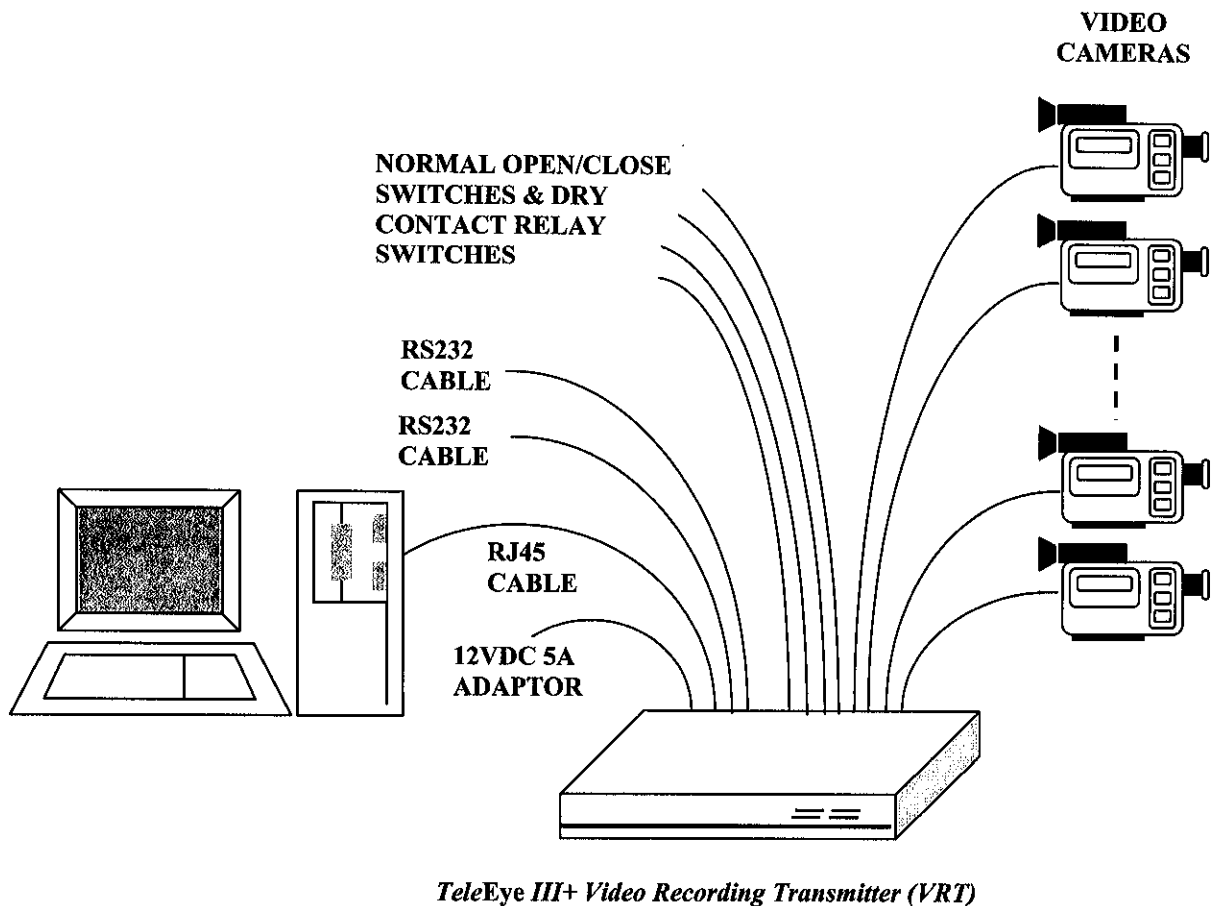 VIDEO
CAMERAS
NORMAL OPEN/CLOSE
SWITCHES & DRY
CONTACT RELAY
SWITCHES
RS232
CABLE
RS232
CABLE
RJ45
CABLE
12VDC 5A
ADAPTOR
TeleEye III+ Video Recording Transmitter (VRT)